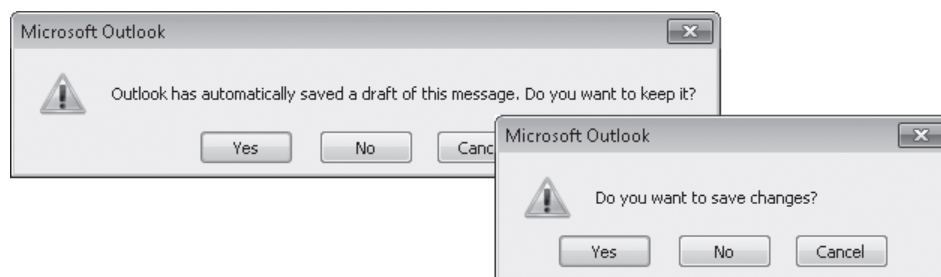 Microsoft Outlook
Outlook has automatically saved a draft of this message. Do you want to keep it?
Yes No Canc
Microsoft Outlook
Do you want to save changes?
Yes No Cancel